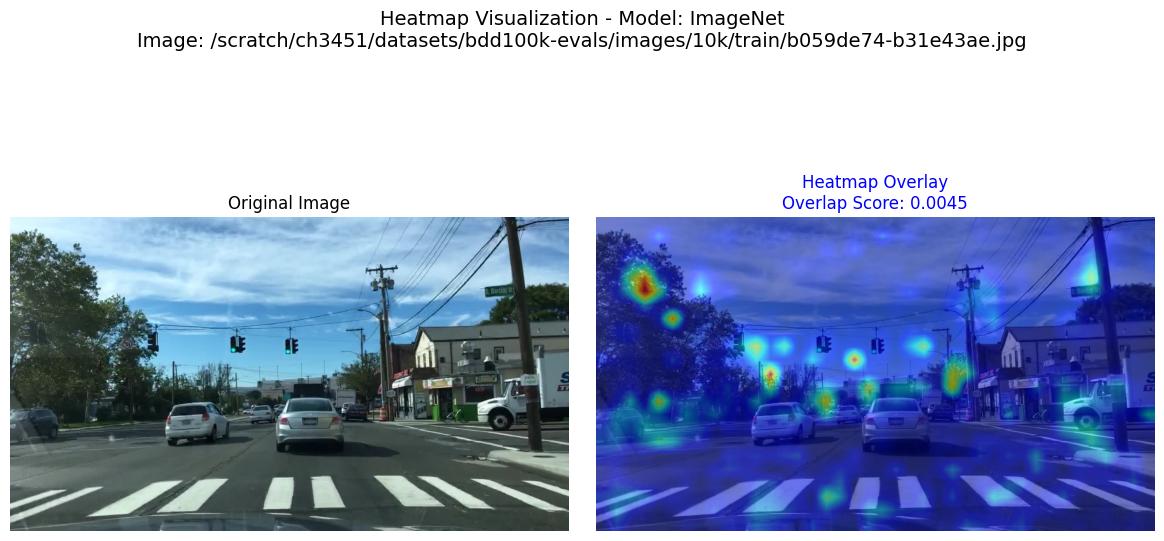 Heatmap Visualization - Model: ImageNet
Image: /scratch/ch3451/datasets/bdd100k-evals/images/10k/train/b059de74-b31e43ae.jpg
Original Image
Heatmap Overlay
Overlap Score: 0.0045